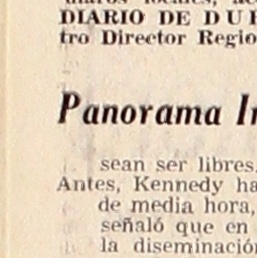 DIARIO DE DU
tro Director Regio
Panorama I
sean ser libres.
Antes, Kennedy ha
de media hora,
señaló que en
la diseminación